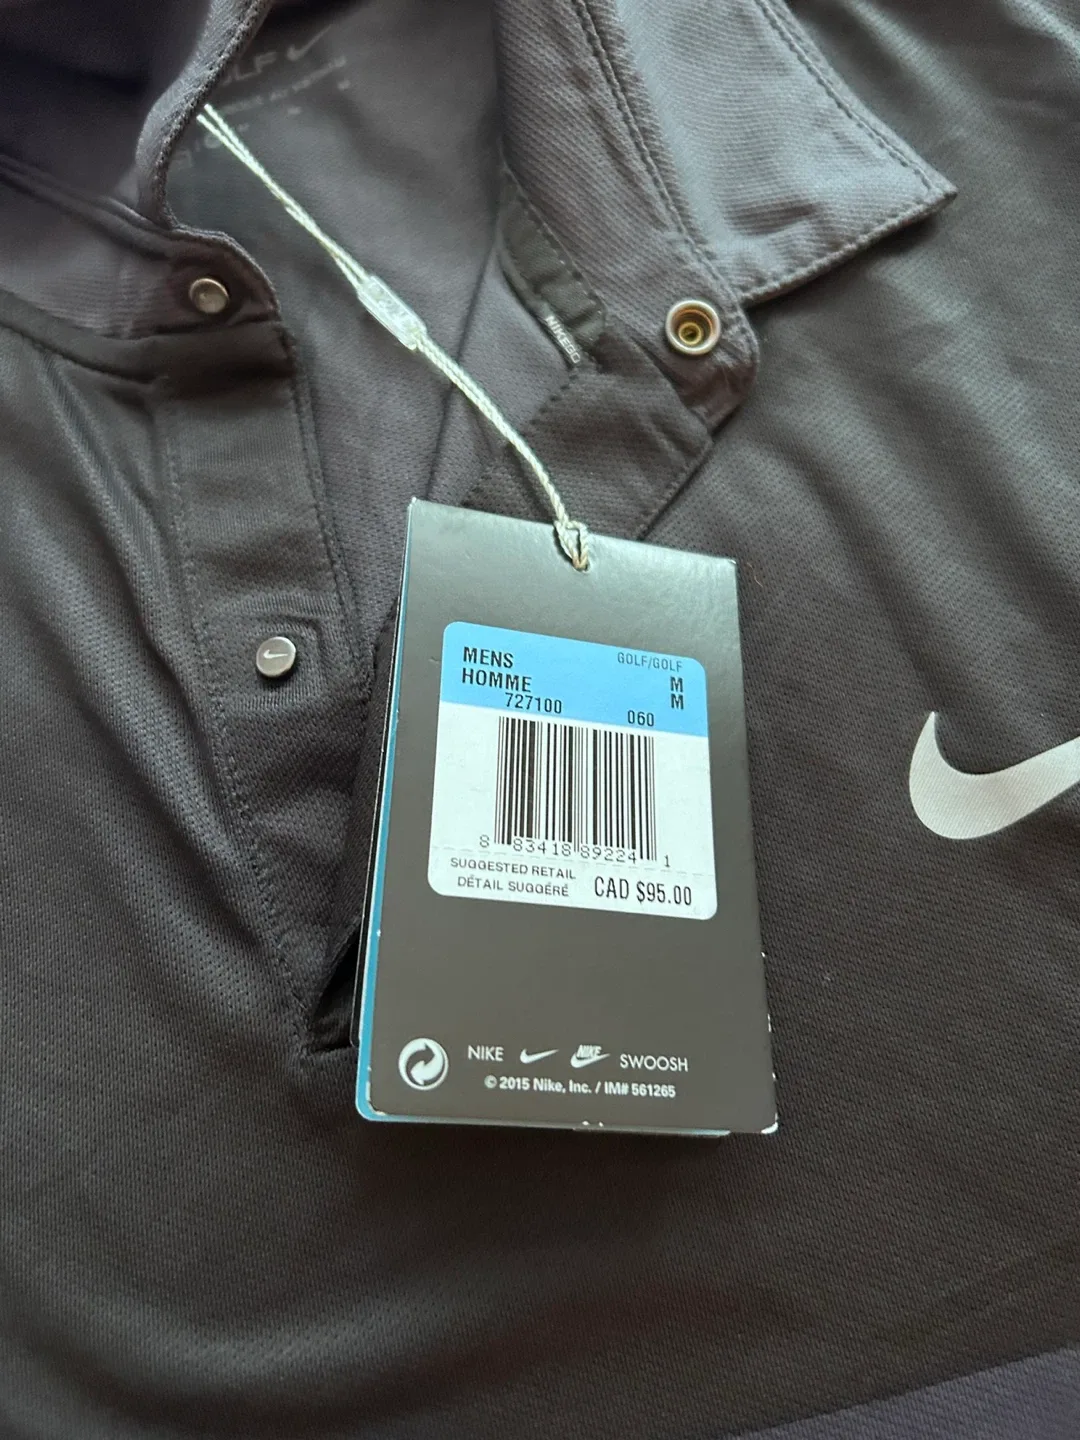 MENS
HOMME
GOLF/GOLF
M
M
727100 060
8 83418 89224 1
SUGGESTED RETAIL
DÉTAIL SUGGÉRÉ
CAD $95.00
NIKE NIKE SWOOSH
© 2015 Nike, Inc. / IM# 561265